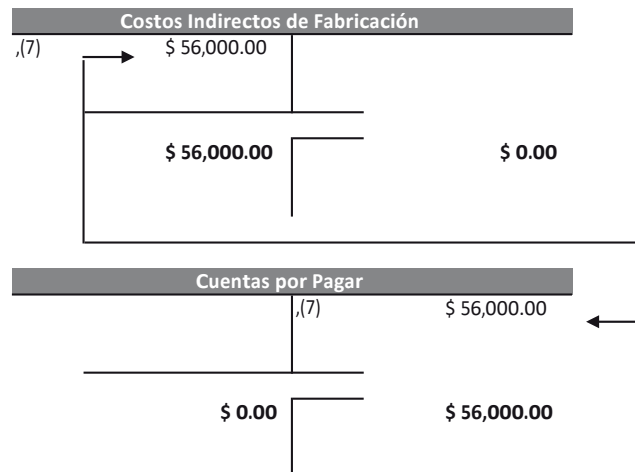 Costos Indirectos de Fabricación
,(7) $ 56,000.00
$ 56,000.00 $ 0.00
Cuentas por Pagar
,(7) $ 56,000.00
$ 0.00 $ 56,000.00